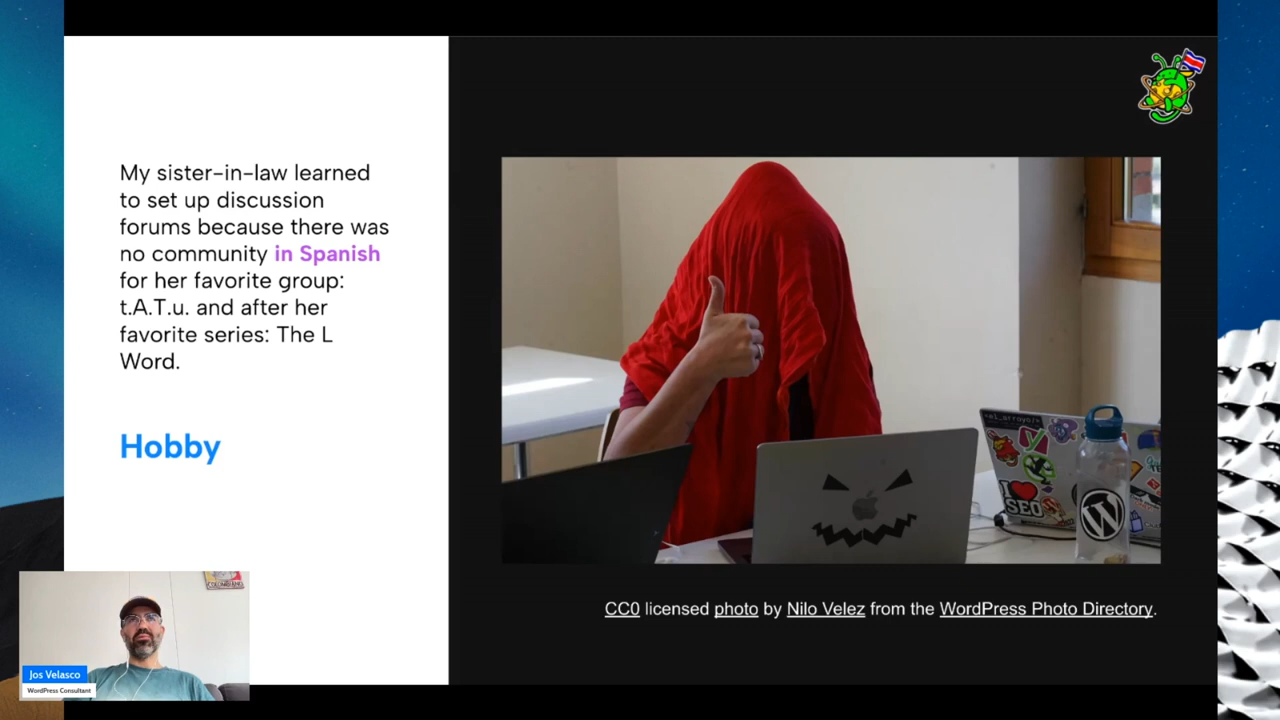 My sister-in-law learned
to set up discussion
forums because there was
no community in Spanish
for her favorite group:
t.A.T.u. and after her
favorite series: The L
Word.
Hobby
I
SEO
CC0 licensed photo by Nilo Velez from the WordPress Photo Directory.
Jos Velasco
WordPress Consultant